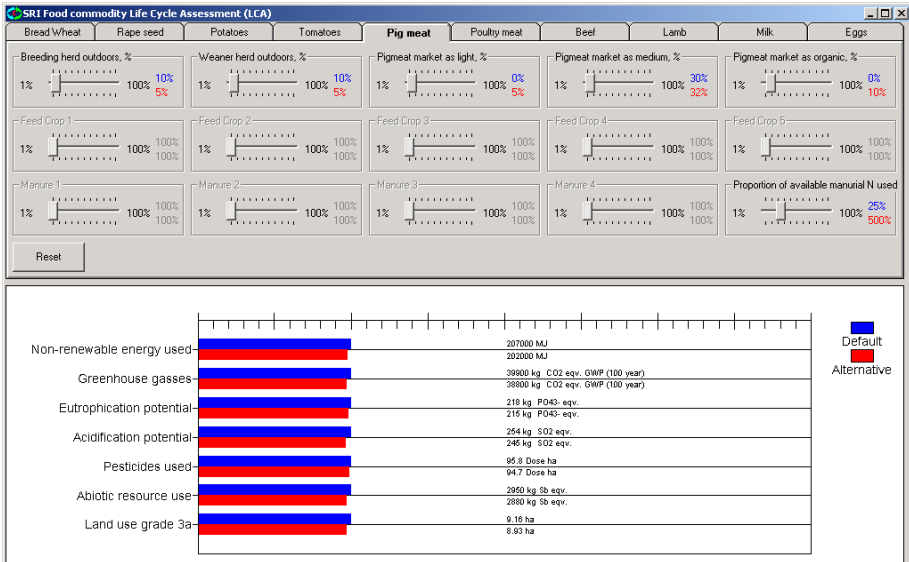 SRI Food commodity Life Cycle Assessment (LCA)
Bread Wheat Rape seed Potatoes Tomatoes Pig meat Poultry meat Beef Lamb Milk Eggs
Breeding herd outdoors, % Weaner herd outdoors, % Pigmeat market as light, % Pigmeat market as medium, % Pigmeat market as organic, %
1% 100% 10% 5% 1% 100% 10% 5% 1% 100% 0% 5% 1% 100% 30% 32% 1% 100% 0% 10%
Feed Crop 1 Feed Crop 2 Feed Crop 3 Feed Crop 4 Feed Crop 5
1% 100% 100% 100% 1% 100% 100% 100% 1% 100% 100% 100% 1% 100% 100% 100% 1% 100% 100% 100%
Manure 1 Manure 2 Manure 3 Manure 4 Proportion of available manurial N used
1% 100% 100% 100% 1% 100% 100% 100% 1% 100% 100% 100% 1% 100% 100% 100% 1% 100% 25% 500%
Reset
Non-renewable energy used
207000 MJ
202000 MJ
Greenhouse gasses
39900 kg CO2 eqv. GWP (100 year)
38800 kg CO2 eqv. GWP (100 year)
Eutrophication potential
218 kg PO43- eqv.
215 kg PO43- eqv.
Acidification potential
254 kg SO2 eqv.
245 kg SO2 eqv.
Pesticides used
95.8 Dose ha
94.7 Dose ha
Abiotic resource use
2950 kg Sb eqv.
2880 kg Sb eqv.
Land use grade 3a
9.16 ha
8.93 ha
Default
Alternative